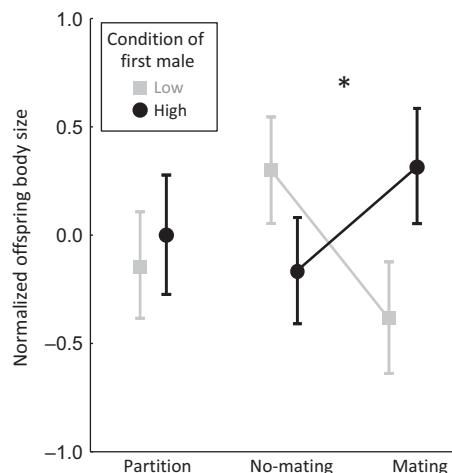 1.0
Condition of
first male
Low
High
*
0.5
0.0
–0.5
–1.0
Normalized offspring body size
Partition No-mating Mating